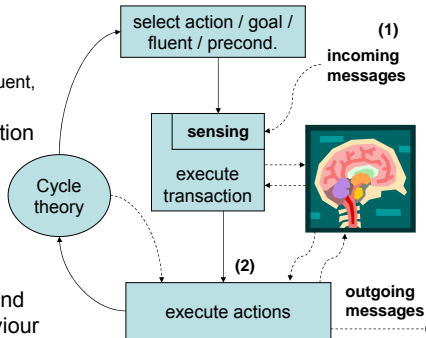 select action / goal /
fluent / precond.
(1)
incoming
messages
uent,
tion
sensing
execute
transaction
Cycle
theory
(2)
nd
viour
execute actions
outgoing
messages